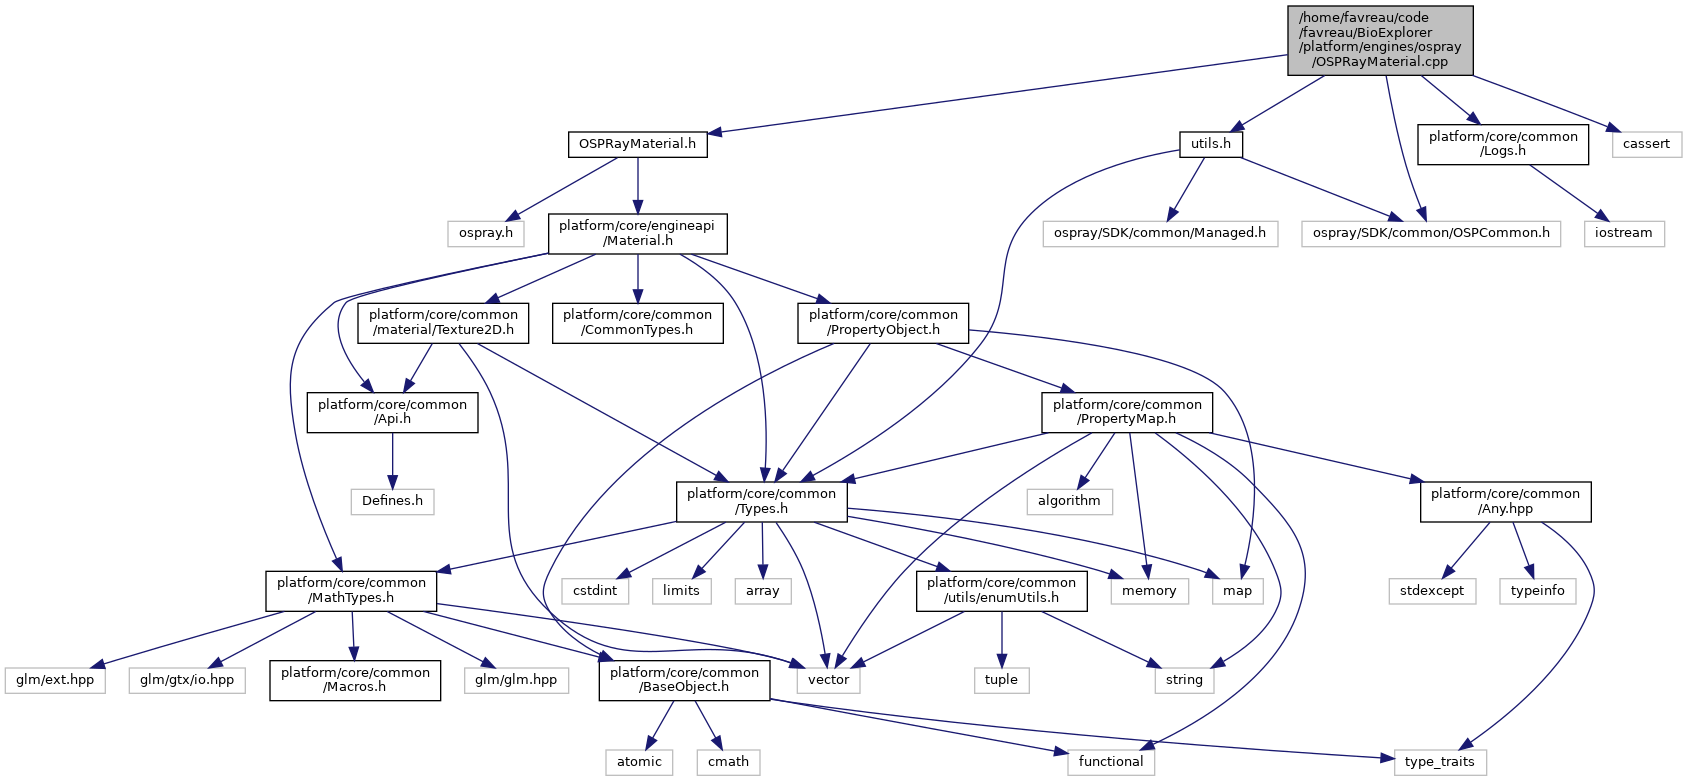 /home/favreau/code
/favreau/BioExplorer
/platform/engines/ospray
/OSPRayMaterial.cpp
OSPRayMaterial.h
utils.h
platform/core/common
/Logs.h
cassert
ospray.h
platform/core/engineapi
/Material.h
ospray/SDK/common/Managed.h
ospray/SDK/common/OSPCommon.h
iostream
platform/core/common
/material/Texture2D.h
platform/core/common
/CommonTypes.h
platform/core/common
/PropertyObject.h
platform/core/common
/Api.h
platform/core/common
/PropertyMap.h
Defines.h
platform/core/common
/Types.h
algorithm
platform/core/common
/Any.hpp
platform/core/common
/MathTypes.h
cstdint
limits
array
platform/core/common
/utils/enumUtils.h
memory
map
stdexcept
typeinfo
glm/ext.hpp
glm/gtx/io.hpp
platform/core/common
/Macros.h
glm/glm.hpp
platform/core/common
/BaseObject.h
vector
tuple
string
atomic
cmath
functional
type_traits